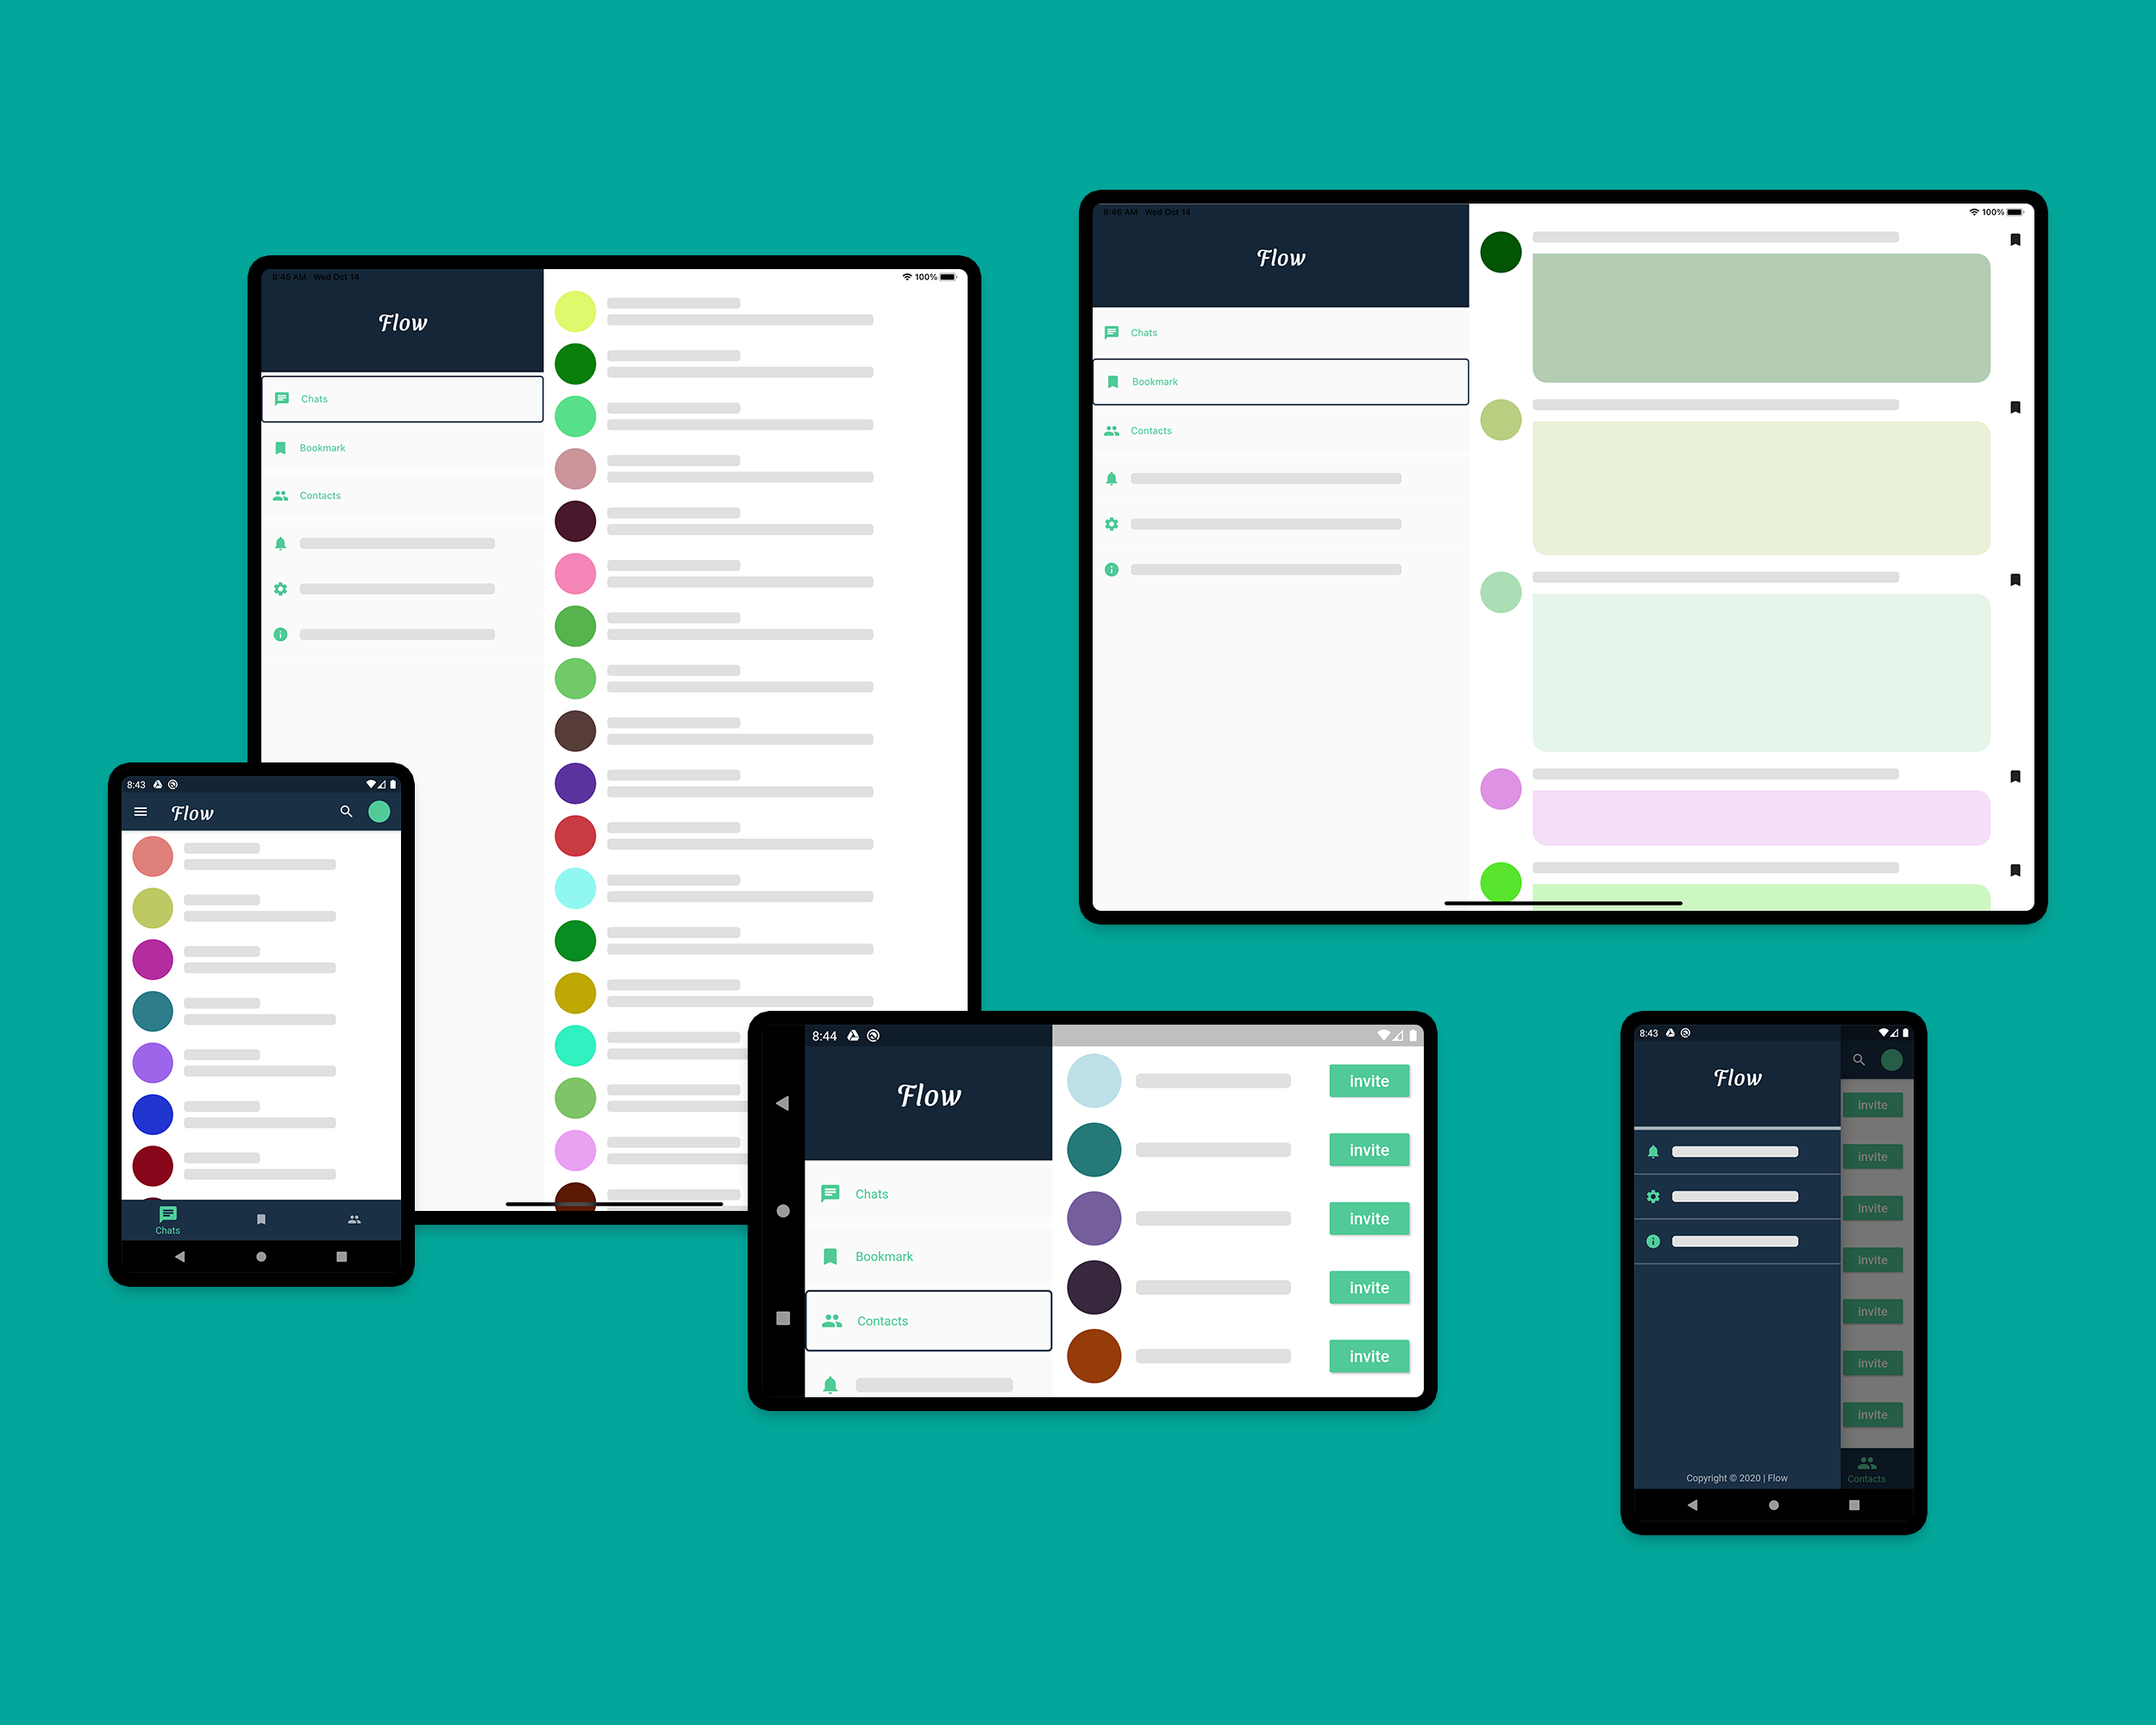 8:45 AM Wed Oct 14
100%
Flow
Chats
Bookmark
Contacts
8:46 AM Wed Oct 14
100%
Flow
Chats
Bookmark
Contacts
8:43
Flow
Chats
8:44
Flow
Chats
Bookmark
Contacts
invite
invite
invite
invite
invite
8:43
Flow
invite
invite
invite
invite
invite
invite
invite
Contacts
Copyright © 2020 | Flow